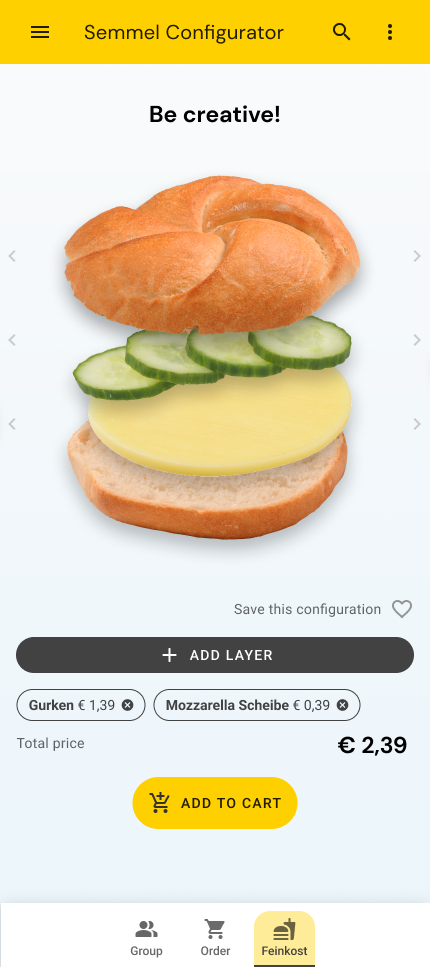 Semmel Configurator
Be creative!
Save this configuration
ADD LAYER
Gurken € 1,39 Mozzarella Scheibe € 0,39
Total price € 2,39
ADD TO CART
Group Order Feinkost